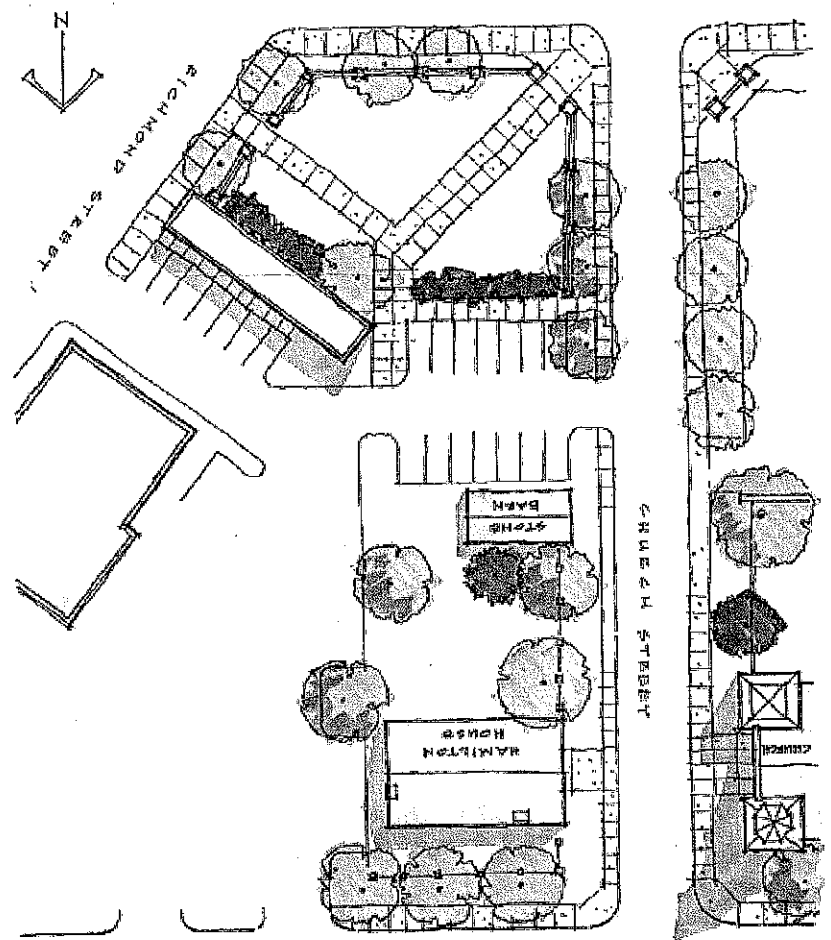 N
RICHMOND STREET
STONE
BARN
CHURCH STREET
HAMILTON
HOUSE
CHURCH